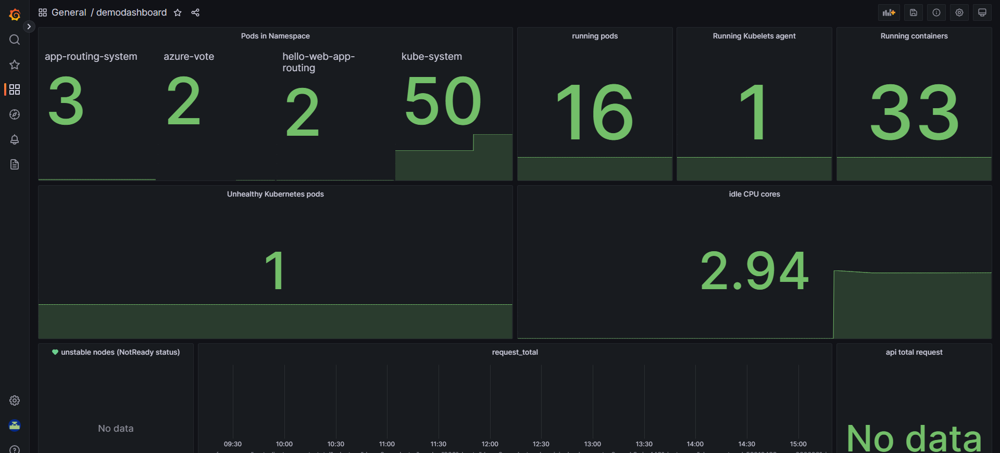 General / demodashboard
Pods in Namespace
app-routing-system
3
azure-vote
2
hello-web-app-
routing
2
kube-system
50
running pods
16
Running Kubelets agent
1
Running containers
33
Unhealthy Kubernetes pods
1
idle CPU cores
2.94
unstable nodes (NotReady status)
No data
request_total
09:30 10:00 10:30 11:00 11:30 12:00 12:30 13:00 13:30 14:00 14:30 15:00
api total request
No data